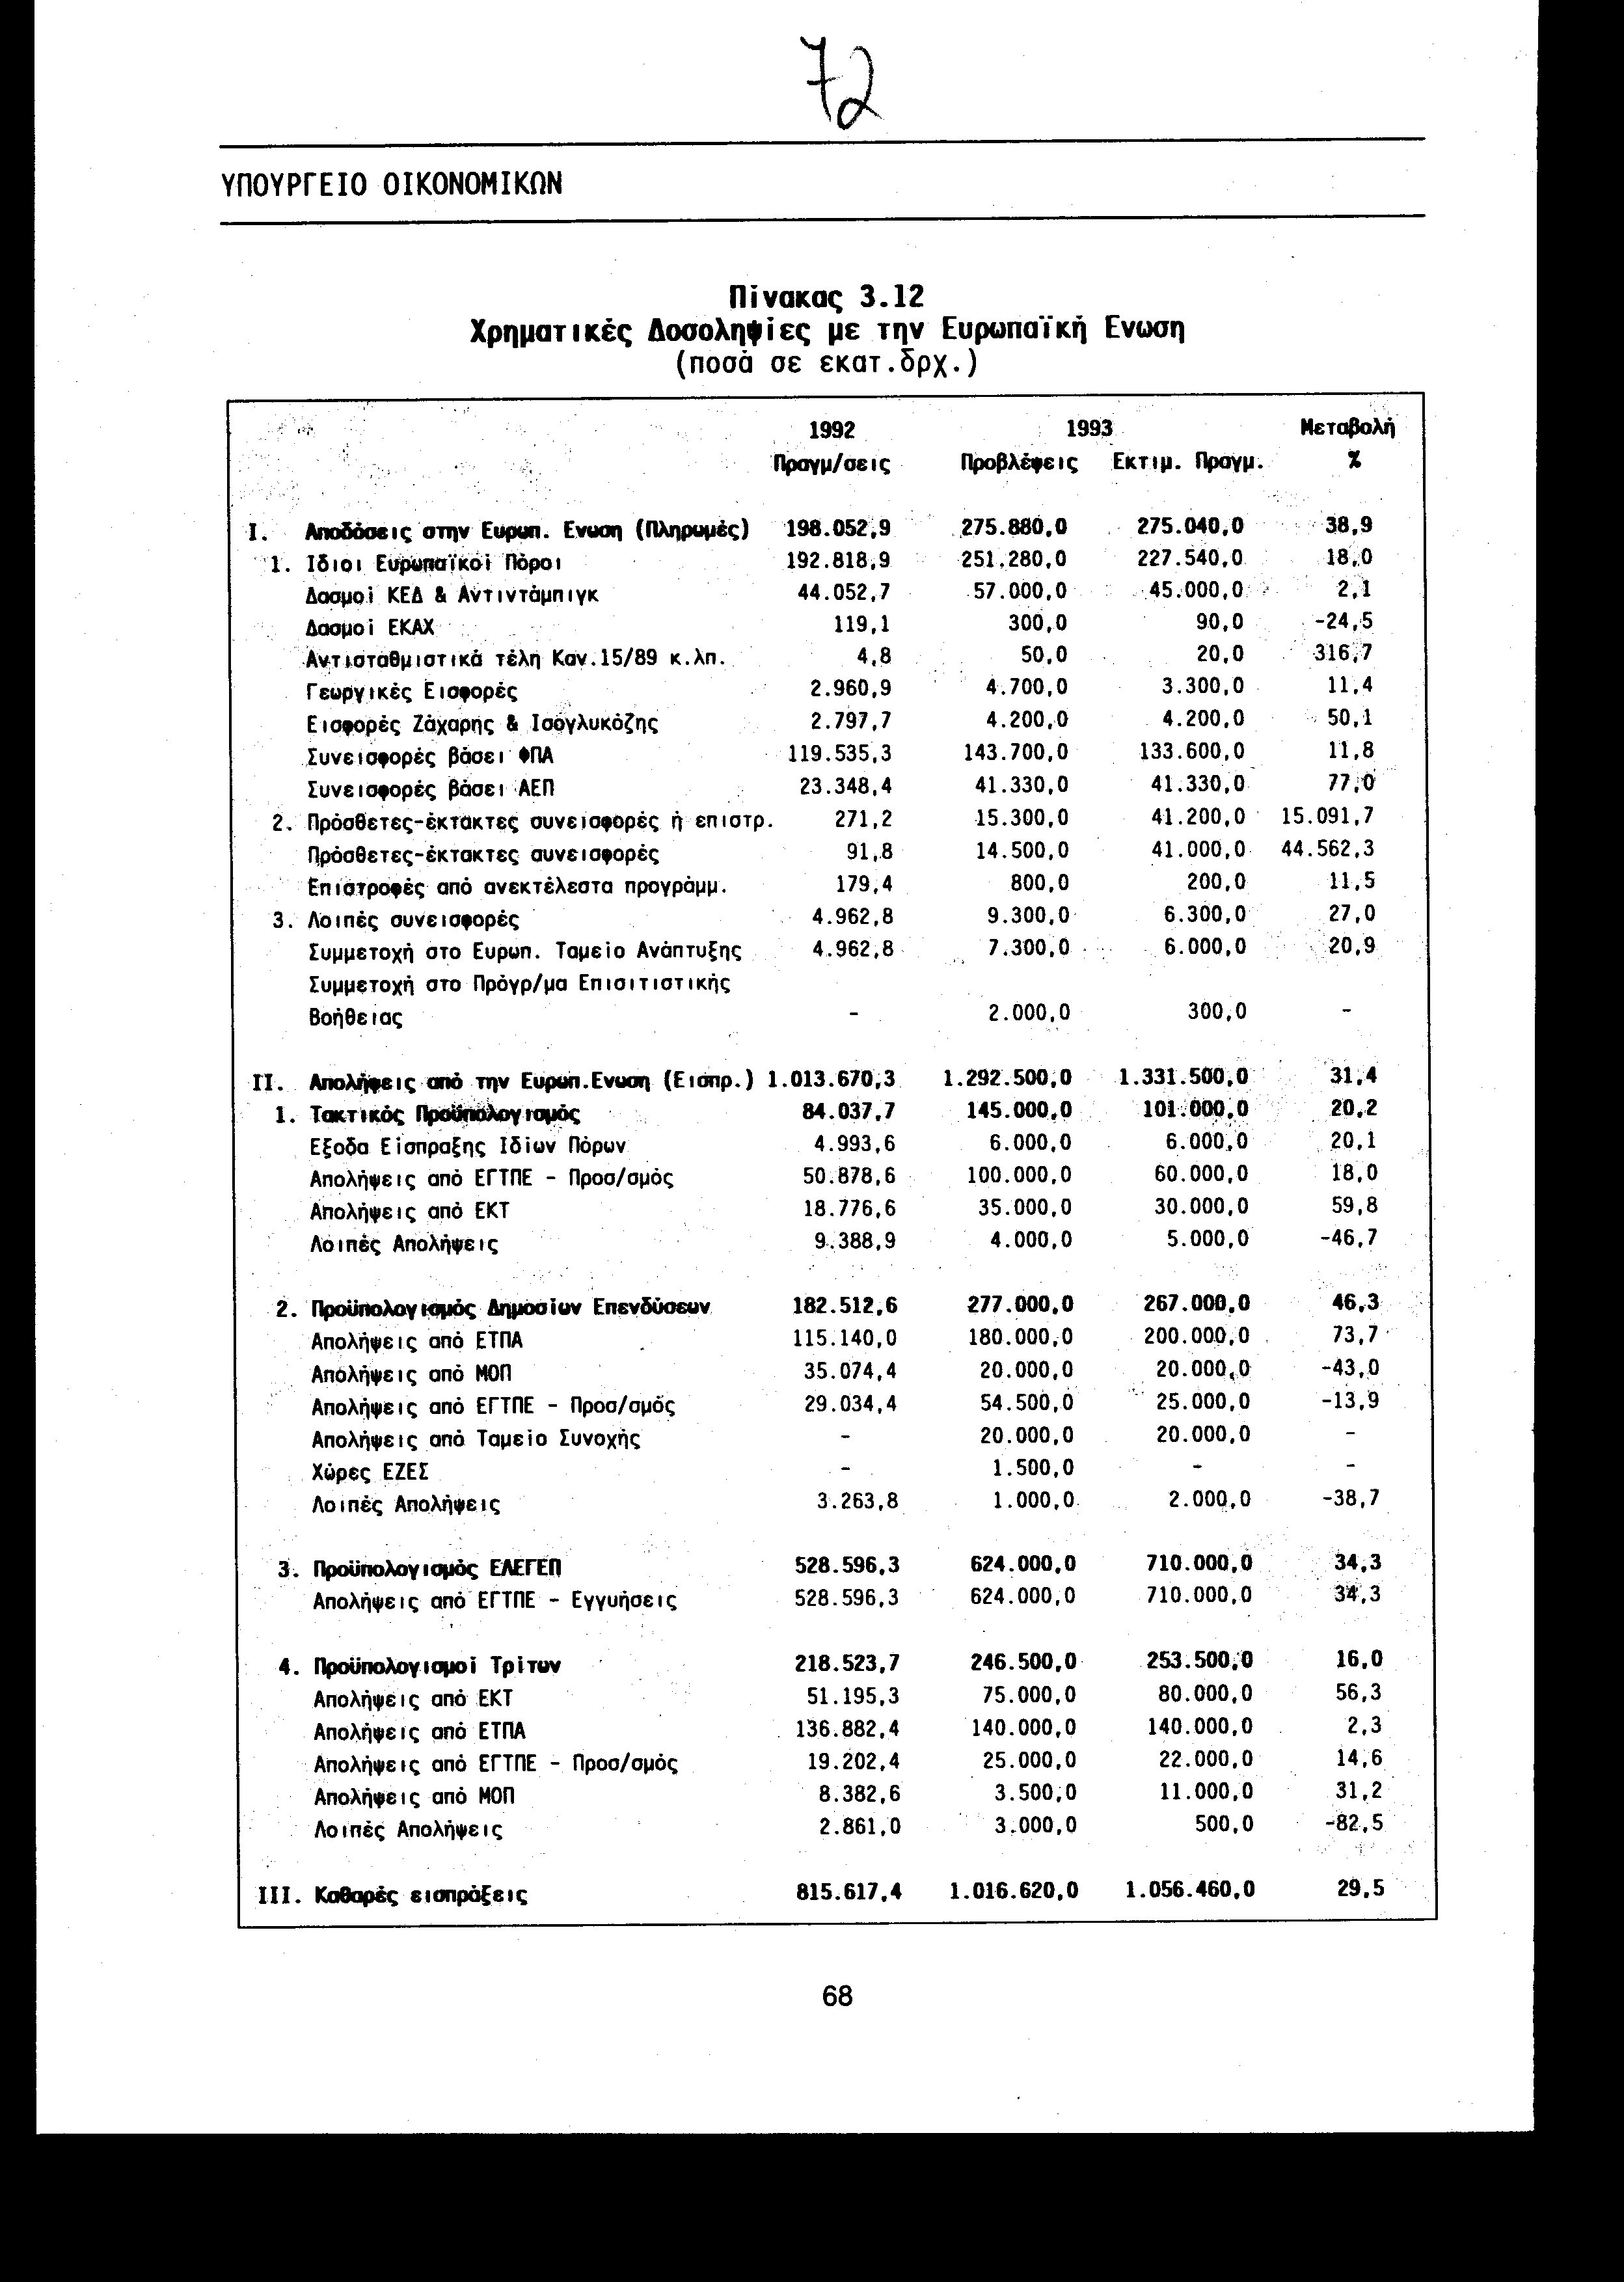 72
ΥΠΟΥΡΓΕΙΟ ΟΙΚΟΝΟΜΙΚΩΝ
Πίνακας 3.12
Χρηματικές Δοσοληψίες με την Ευρωπαϊκή Ενωση
(ποσά σε εκατ.δρχ.)
1992 1993 Μεταβολή
Πραγμ/σεις Προβλέψεις Εκτιμ. Πραγμ. %
I. Αποδόσεις στην Ευρωπ. Ενωση (Πληρωμές) 198.052,9 275.880,0 275.040,0 38,9
1. Ιδιοι Ευρωπαϊκοί Πόροι 192.818,9 251.280,0 227.540,0 18,0
Δασμοί ΚΕΔ & Αντιντάμπιγκ 44.052,7 57.000,0 45.000,0 2,1
Δασμοί ΕΚΑΧ 119,1 300,0 90,0 -24,5
Αντισταθμιστικά τέλη Καν.15/89 κ.λπ. 4,8 50,0 20,0 316,7
Γεωργικές Εισφορές 2.960,9 4.700,0 3.300,0 11,4
Εισφορές Ζάχαρης & Ισογλυκόζης 2.797,7 4.200,0 4.200,0 50,1
Συνεισφορές βάσει ΦΠΑ 119.535,3 143.700,0 133.600,0 11,8
Συνεισφορές βάσει ΑΕΠ 23.348,4 41.330,0 41.330,0 77,0
2. Πρόσθετες-έκτακτες συνεισφορές ή επιστρ. 271,2 15.300,0 41.200,0 15.091,7
Πρόσθετες-έκτακτες συνεισφορές 91,8 14.500,0 41.000,0 44.562,3
Επιστροφές από ανεκτέλεστα προγράμμ. 179,4 800,0 200,0 11,5
3. Λοιπές συνεισφορές 4.962,8 9.300,0 6.300,0 27,0
Συμμετοχή στο Ευρωπ. Ταμείο Ανάπτυξης 4.962,8 7.300,0 6.000,0 20,9
Συμμετοχή στο Πρόγρ/μα Επισιτιστικής
Βοήθειας - 2.000,0 300,0 -
II. Απολήψεις από την Ευρωπ.Ενωση (Εισπρ.) 1.013.670,3 1.292.500,0 1.331.500,0 31,4
1. Τακτικός Προϋπολογισμός 84.037,7 145.000,0 101.000,0 20,2
Εξοδα Είσπραξης Ιδίων Πόρων 4.993,6 6.000,0 6.000,0 20,1
Απολήψεις από ΕΓΤΠΕ - Προσ/σμός 50.878,6 100.000,0 60.000,0 18,0
Απολήψεις από ΕΚΤ 18.776,6 35.000,0 30.000,0 59,8
Λοιπές Απολήψεις 9.388,9 4.000,0 5.000,0 -46,7
2. Προϋπολογισμός Δημοσίων Επενδύσεων 182.512,6 277.000,0 267.000,0 46,3
Απολήψεις από ΕΤΠΑ 115.140,0 180.000,0 200.000,0 73,7
Απολήψεις από ΜΟΠ 35.074,4 20.000,0 20.000,0 -43,0
Απολήψεις από ΕΓΤΠΕ - Προσ/σμός 29.034,4 54.500,0 25.000,0 -13,9
Απολήψεις από Ταμείο Συνοχής - 20.000,0 20.000,0 -
Χώρες ΕΖΕΣ - 1.500,0 - -
Λοιπές Απολήψεις 3.263,8 1.000,0 2.000,0 -38,7
3. Προϋπολογισμός ΕΛΕΓΕΠ 528.596,3 624.000,0 710.000,0 34,3
Απολήψεις από ΕΓΤΠΕ - Εγγυήσεις 528.596,3 624.000,0 710.000,0 34,3
4. Προϋπολογισμοί Τρίτων 218.523,7 246.500,0 253.500,0 16,0
Απολήψεις από ΕΚΤ 51.195,3 75.000,0 80.000,0 56,3
Απολήψεις από ΕΤΠΑ 136.882,4 140.000,0 140.000,0 2,3
Απολήψεις από ΕΓΤΠΕ - Προσ/σμός 19.202,4 25.000,0 22.000,0 14,6
Απολήψεις από ΜΟΠ 8.382,6 3.500,0 11.000,0 31,2
Λοιπές Απολήψεις 2.861,0 3.000,0 500,0 -82,5
III. Καθαρές εισπράξεις 815.617,4 1.016.620,0 1.056.460,0 29,5
68